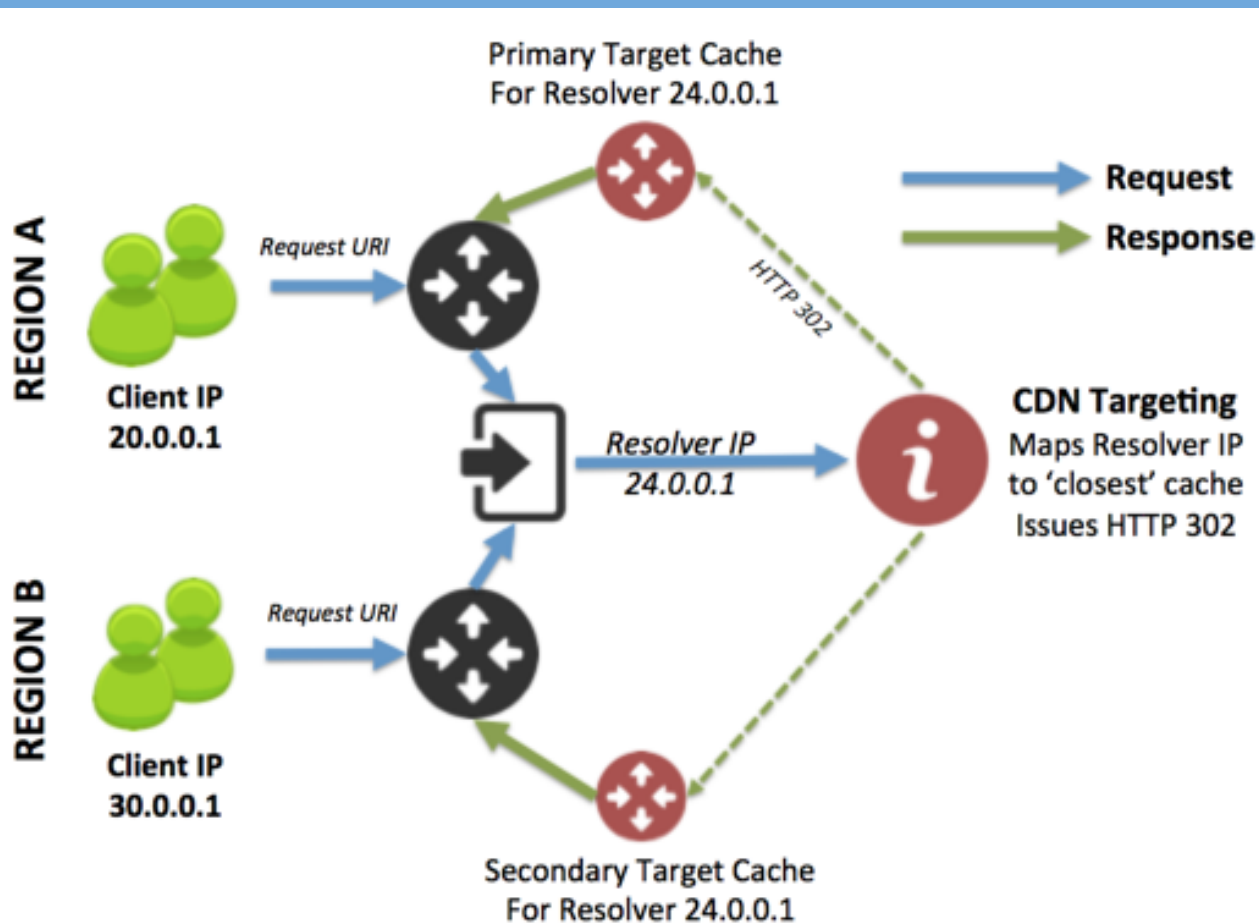 Primary Target Cache
For Resolver 24.0.0.1
Request
Response
REGION A
Request URI
HTTP 302
Client IP
20.0.0.1
Resolver IP
24.0.0.1
CDN Targeting
Maps Resolver IP
to ‘closest’ cache
Issues HTTP 302
REGION B
Request URI
Client IP
30.0.0.1
Secondary Target Cache
For Resolver 24.0.0.1